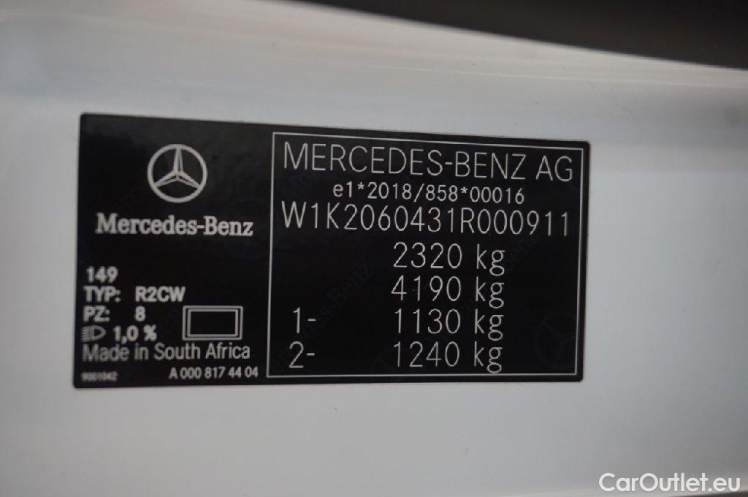 Mercedes-Benz
149
TYP: R2CW
PZ: 8
1,0 %
Made in South Africa
9001042
A 000 817 44 04
MERCEDES-BENZ AG
e1*2018/858*00016
W1K2060431R000911
2320 kg
4190 kg
1- 1130 kg
2- 1240 kg
CarOutlet.eu